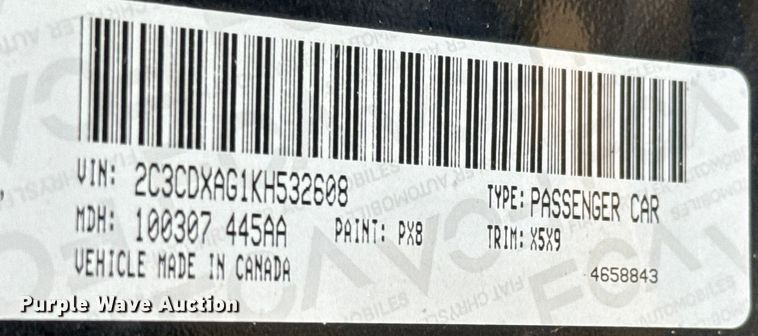 VIN: 2C3CDXAG1KH532608 TYPE: PASSENGER CAR
MDH: 100307 445AA PAINT: PX8 TRIM: X5X9
VEHICLE MADE IN CANADA 4658843
Purple Wave Auction